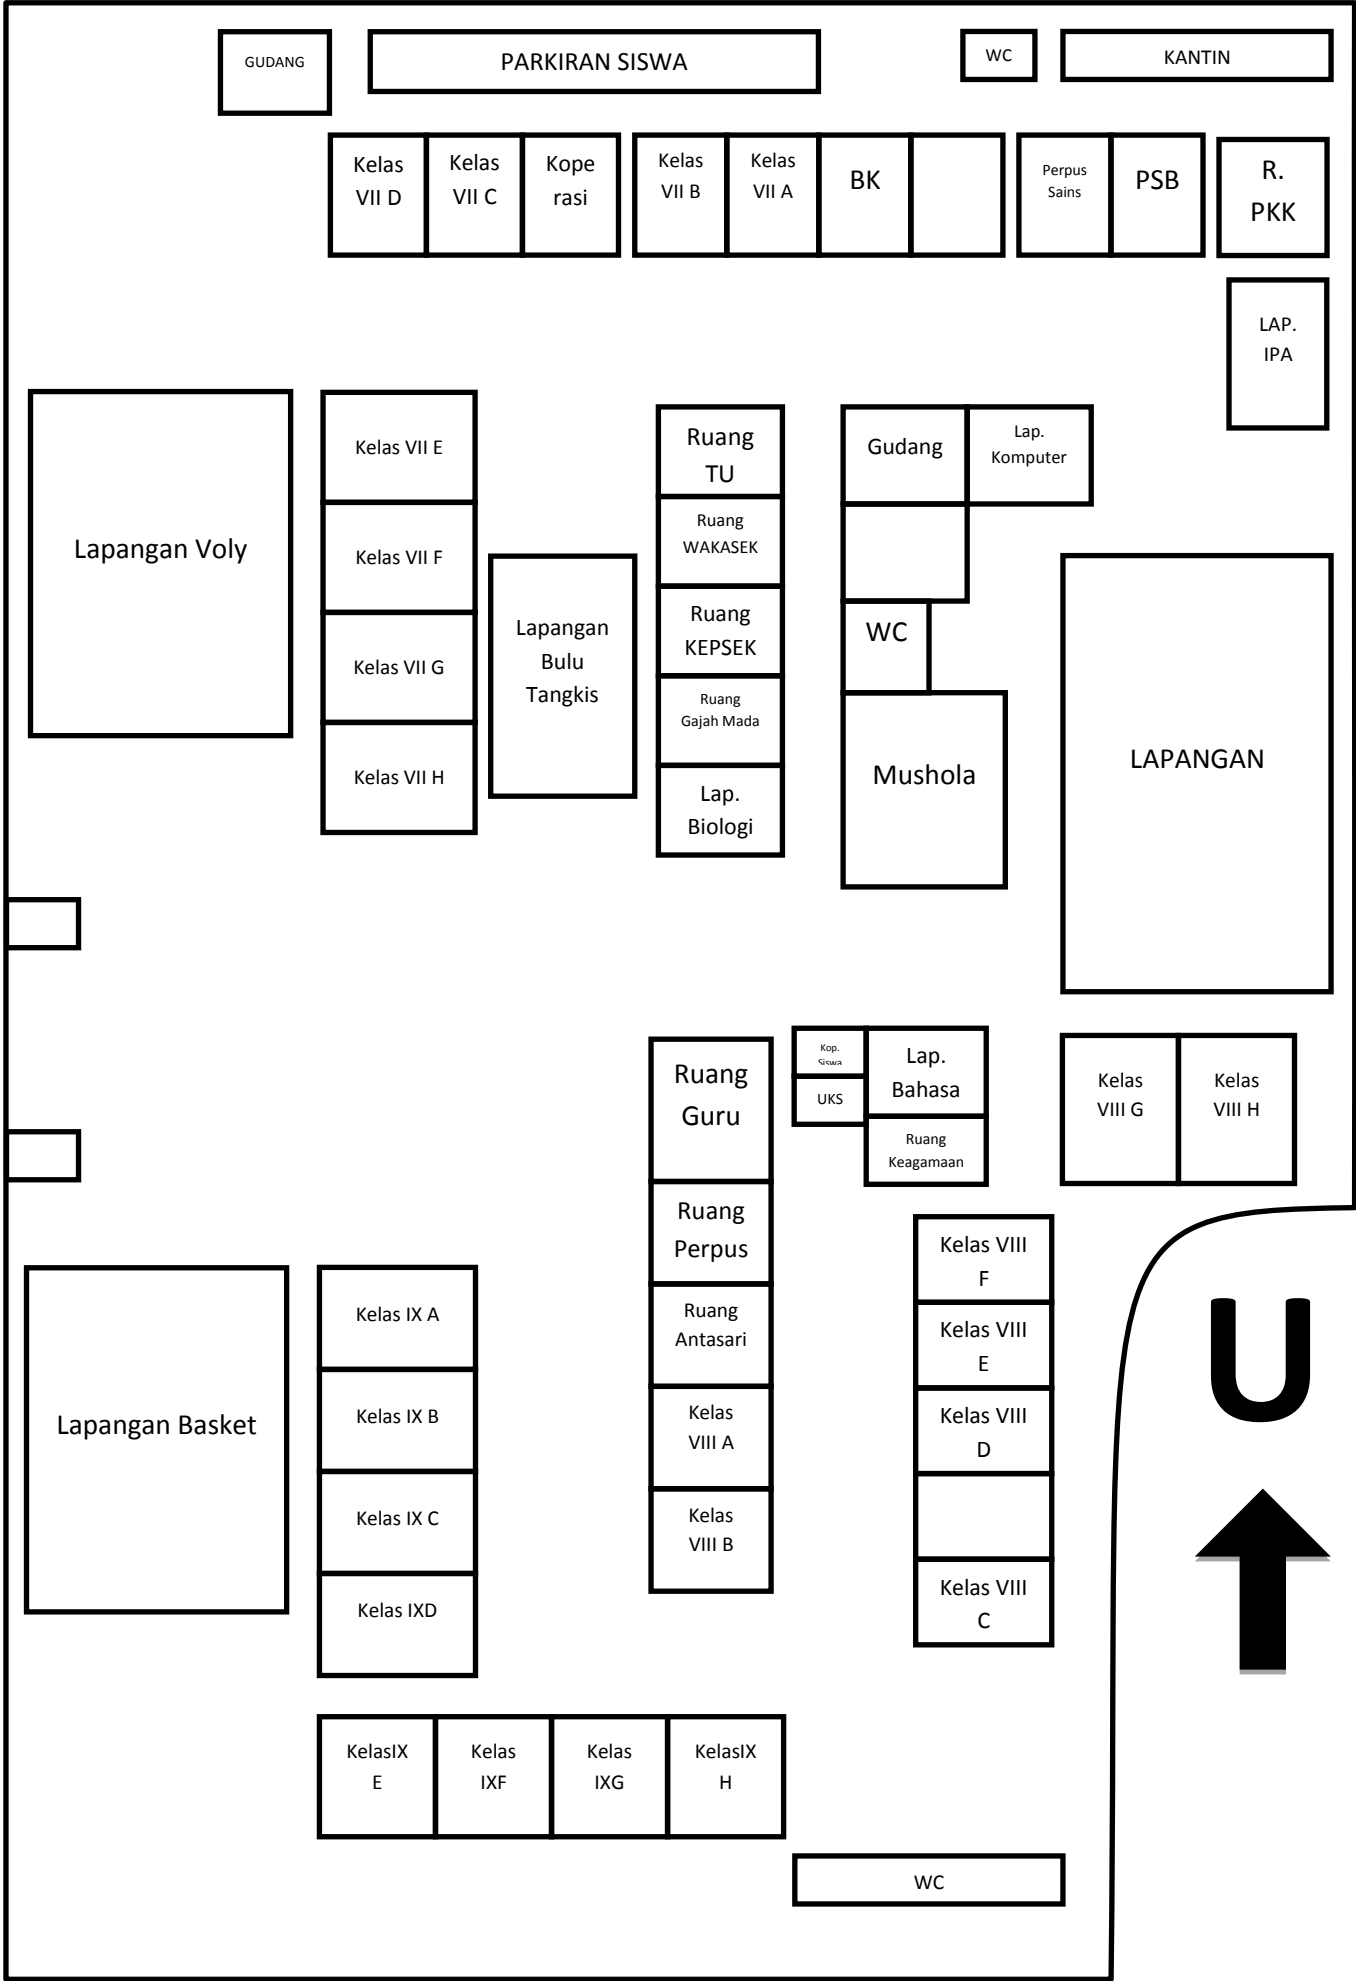 GUDANG
PARKIRAN SISWA
WC
KANTIN
Kelas
VII D
Kelas
VII C
Kope
rasi
Kelas
VII B
Kelas
VII A
BK
Perpus
Sains
PSB
R.
PKK
LAP.
IPA
Lapangan Voly
Kelas VII E
Kelas VII F
Kelas VII G
Kelas VII H
Lapangan
Bulu
Tangkis
Ruang
TU
Ruang
WAKASEK
Ruang
KEPSEK
Ruang
Gajah Mada
Lap.
Biologi
Gudang
Lap.
Komputer
WC
Mushola
LAPANGAN
Ruang
Guru
Ruang
Perpus
Ruang
Antasari
Kelas
VIII A
Kelas
VIII B
Kop.
Siswa
UKS
Lap.
Bahasa
Ruang
Keagamaan
Kelas
VIII G
Kelas
VIII H
Kelas VIII
F
Kelas VIII
E
Kelas VIII
D
Kelas VIII
C
U
Lapangan Basket
Kelas IX A
Kelas IX B
Kelas IX C
Kelas IXD
KelasIX
E
Kelas
IXF
Kelas
IXG
KelasIX
H
WC